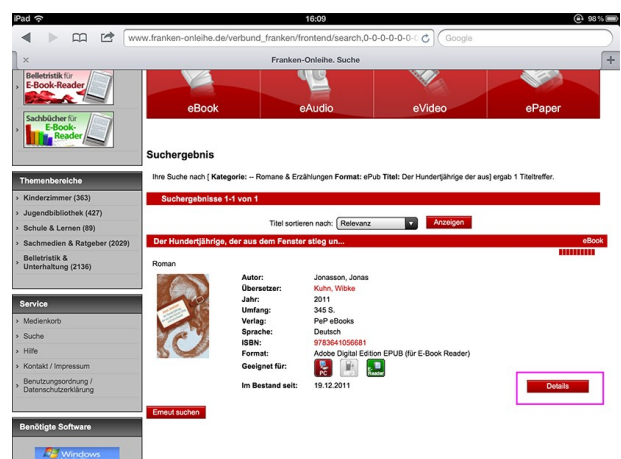 iPad 16:09 98%
www.franken-onleihe.de/verbund_franken/frontend/search,0-0-0-0-0-0- Google
Franken-Onleihe. Suche
Belletristik für
E-Book-Reader
Sachbücher für
E-Book-
Reader
eBook eAudio eVideo ePaper
Suchergebnis
Ihre Suche nach [ Kategorie: -- Romane & Erzählungen Format: ePub Titel: Der Hundertjährige der aus] ergab 1 Titeltreffer.
Themenbereiche
Kinderzimmer (363)
Jugendbibliothek (427)
Schule & Lernen (89)
Sachmedien & Ratgeber (2029)
Belletristik &
Unterhaltung (2136)
Suchergebnisse 1-1 von 1
Titel sortieren nach: Relevanz Anzeigen
Der Hundertjährige, der aus dem Fenster stieg un... eBook
Roman
Autor: Jonasson, Jonas
Übersetzer: Kuhn, Wibke
Jahr: 2011
Umfang: 345 S.
Verlag: PeP eBooks
Sprache: Deutsch
ISBN: 9783641056681
Format: Adobe Digital Edition EPUB (für E-Book Reader)
Geeignet für: PC E-Reader
Im Bestand seit: 19.12.2011
Details
Erneut suchen
Service
Medienkorb
Suche
Hilfe
Kontakt / Impressum
Benutzungsordnung /
Datenschutzerklärung
Benötigte Software
Windows